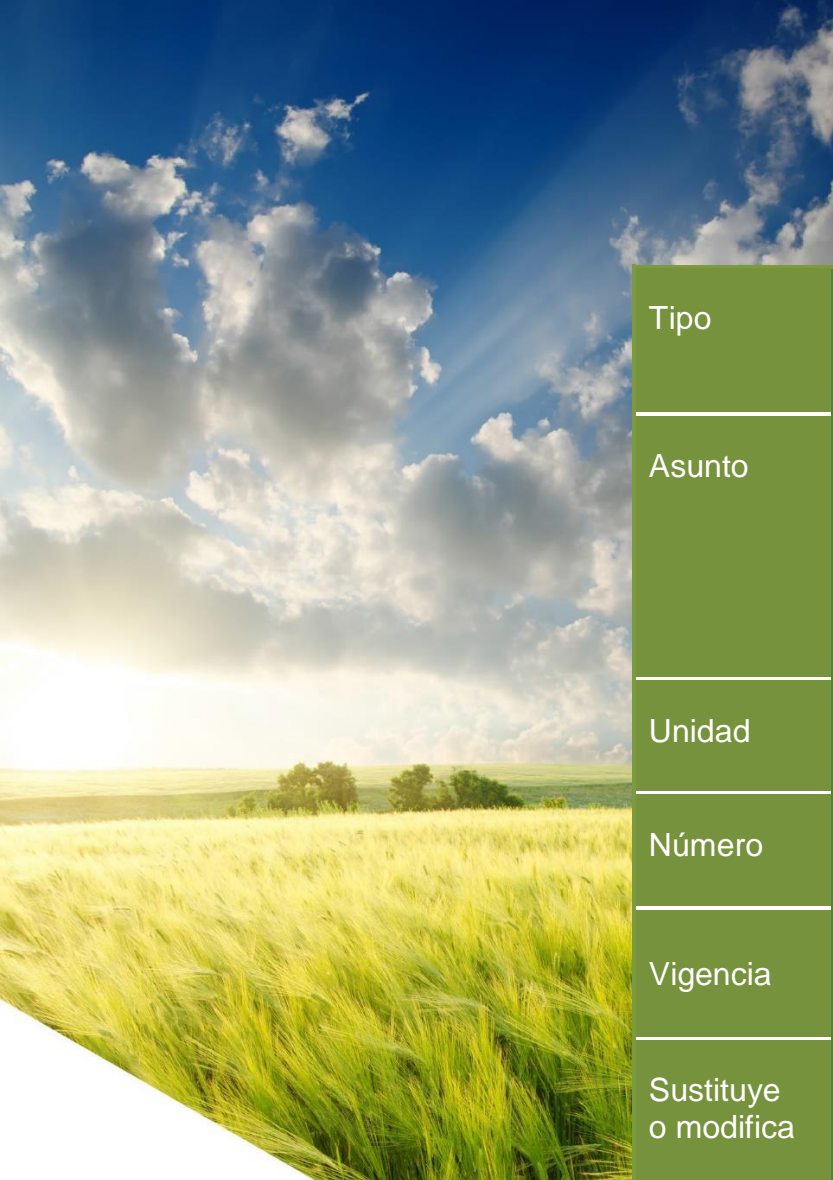 Tipo
Asunto
Unidad
Número
Vigencia
Sustituye
o modifica